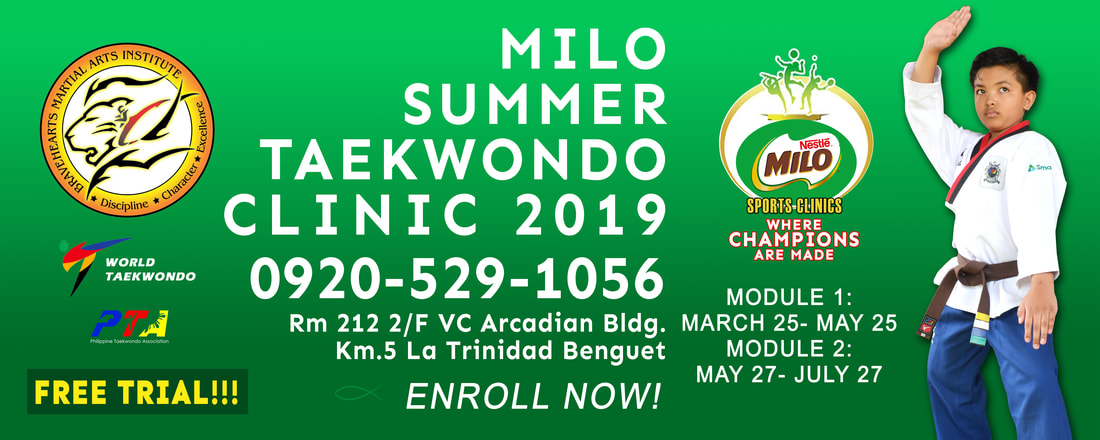 BRAVEHEARTS MARTIAL ARTS INSTITUTE
Discipline ★ Character ★ Excellence
WORLD
TAEKWONDO
PTA
Philippine Taekwondo Association
FREE TRIAL!!!
MILO
SUMMER
TAEKWONDO
CLINIC 2019
0920-529-1056
Rm 212 2/F VC Arcadian Bldg.
Km.5 La Trinidad Benguet
ENROLL NOW!
Nestlé
MILO
SPORTS-CLINICS
WHERE
CHAMPIONS
ARE MADE
MODULE 1:
MARCH 25- MAY 25
MODULE 2:
MAY 27- JULY 27